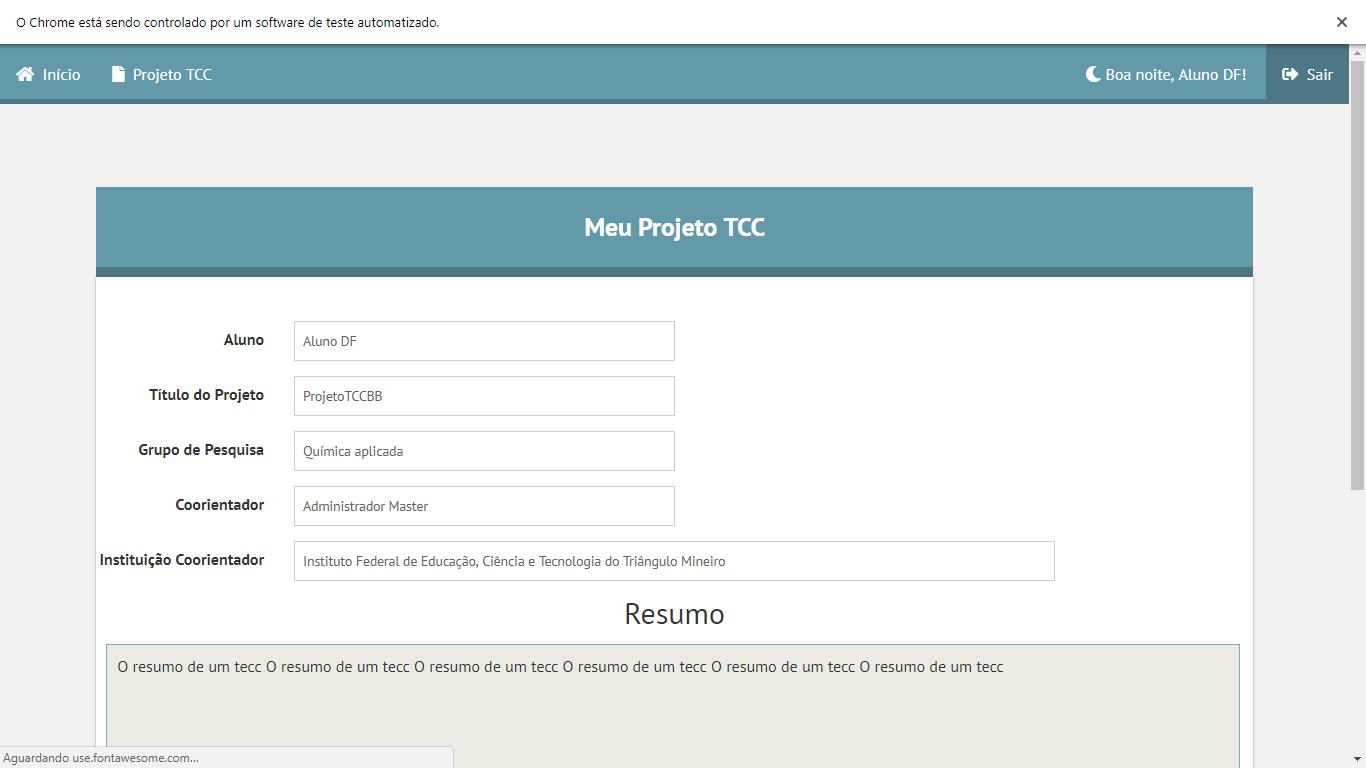 O Chrome está sendo controlado por um software de teste automatizado.
Início Projeto TCC Boa noite, Aluno DF! Sair
Meu Projeto TCC
Aluno Aluno DF
Título do Projeto ProjetoTCCBB
Grupo de Pesquisa Química aplicada
Coorientador Administrador Master
Instituição Coorientador Instituto Federal de Educação, Ciência e Tecnologia do Triângulo Mineiro
Resumo
O resumo de um tecc O resumo de um tecc O resumo de um tecc O resumo de um tecc O resumo de um tecc O resumo de um tecc
Aguardando use.fontawesome.com...